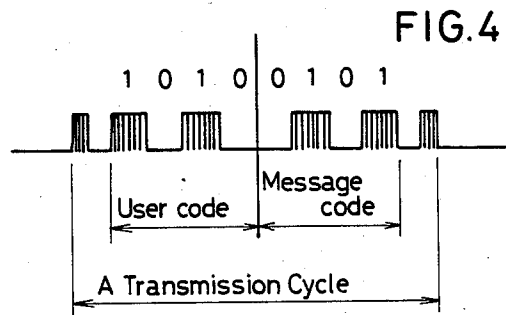 FIG.4
1 0 1 0 0 1 0 1
User code
Message
code
A Transmission Cycle